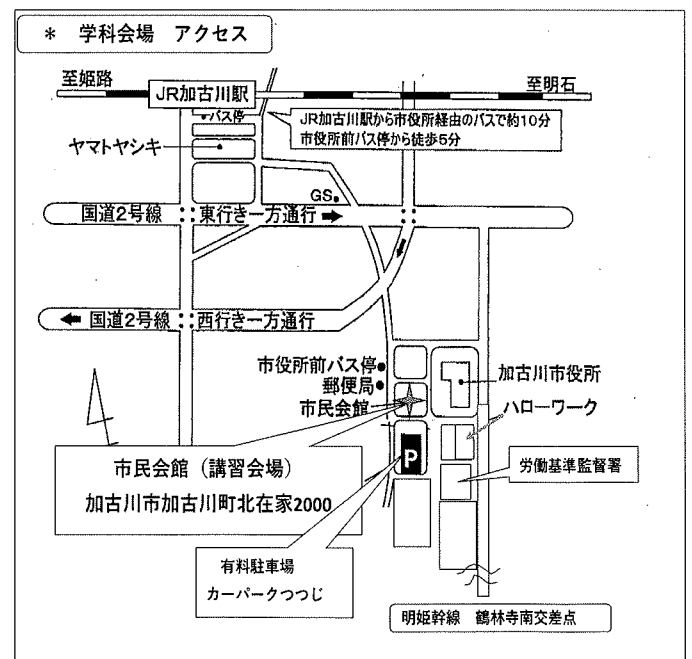 * 学科会場 アクセス
至姫路
JR加古川駅
至明石
バス停
JR加古川駅から市役所経由のバスで約10分
市役所前バス停から徒歩5分
ヤマトヤシキ
GS
国道2号線 東行き一方通行
国道2号線 西行き一方通行
市役所前バス停
郵便局
市民会館
加古川市役所
ハローワーク
労働基準監督署
市民会館（講習会場）
加古川市加古川町北在家2000
P
有料駐車場
カーパークつつじ
明姫幹線 鶴林寺南交差点